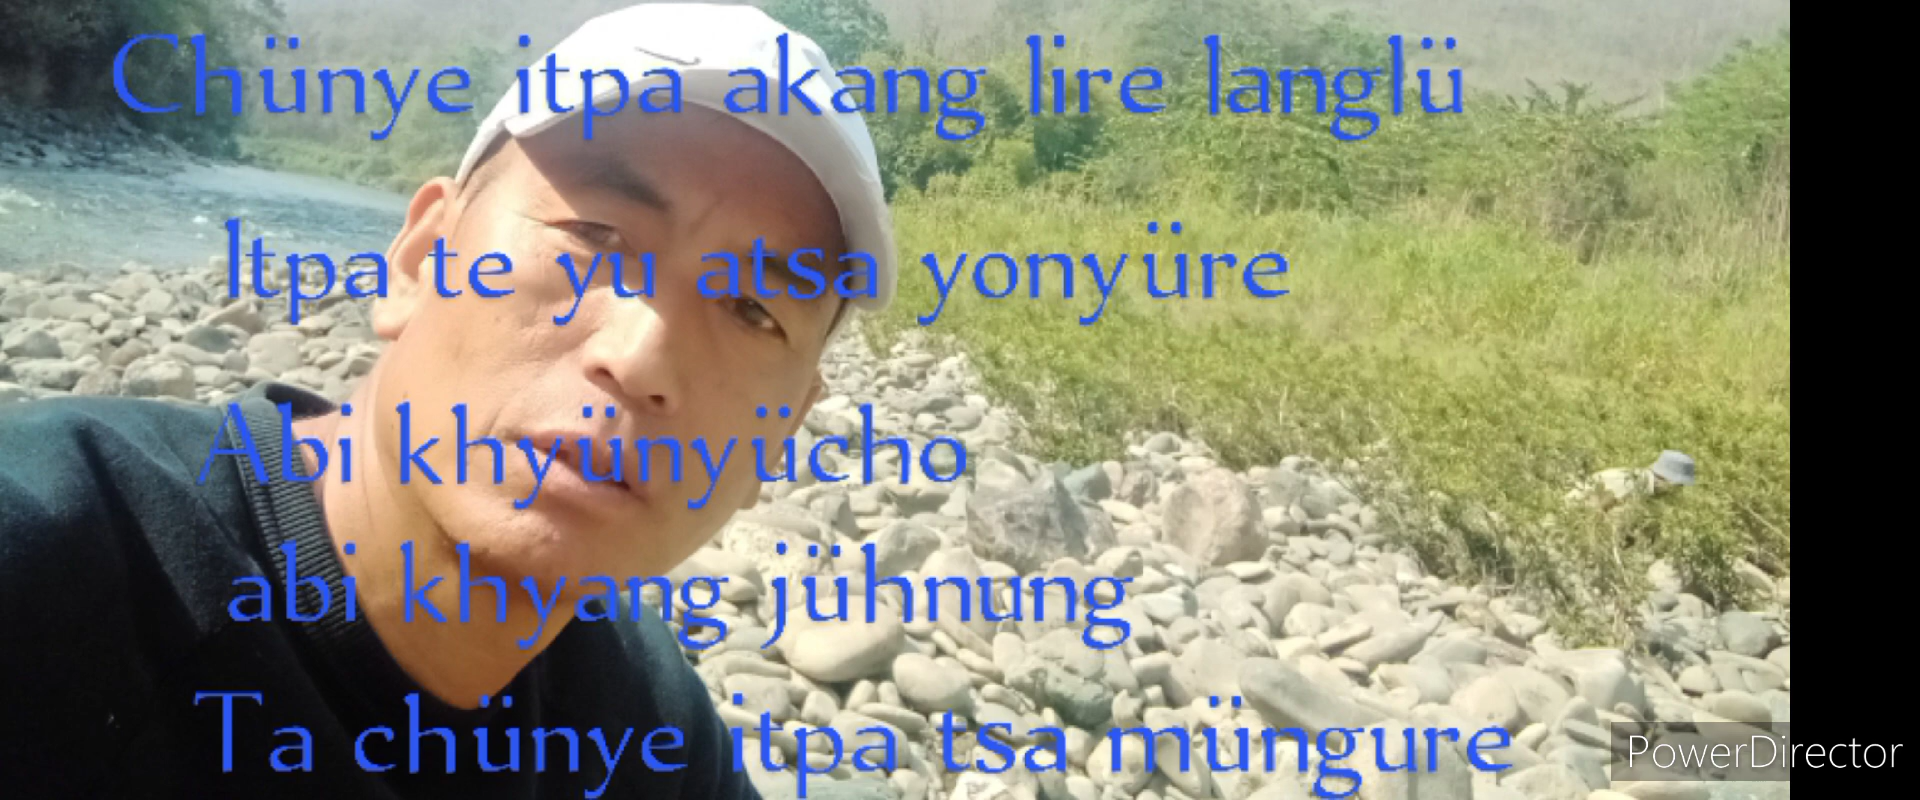 Chünye itpa akang lire langlü
Itpa te yu atsa yonyüre
Abi khyünyücho
abi khyang jühnung
Ta chünye itpa tsa müngure
PowerDirector